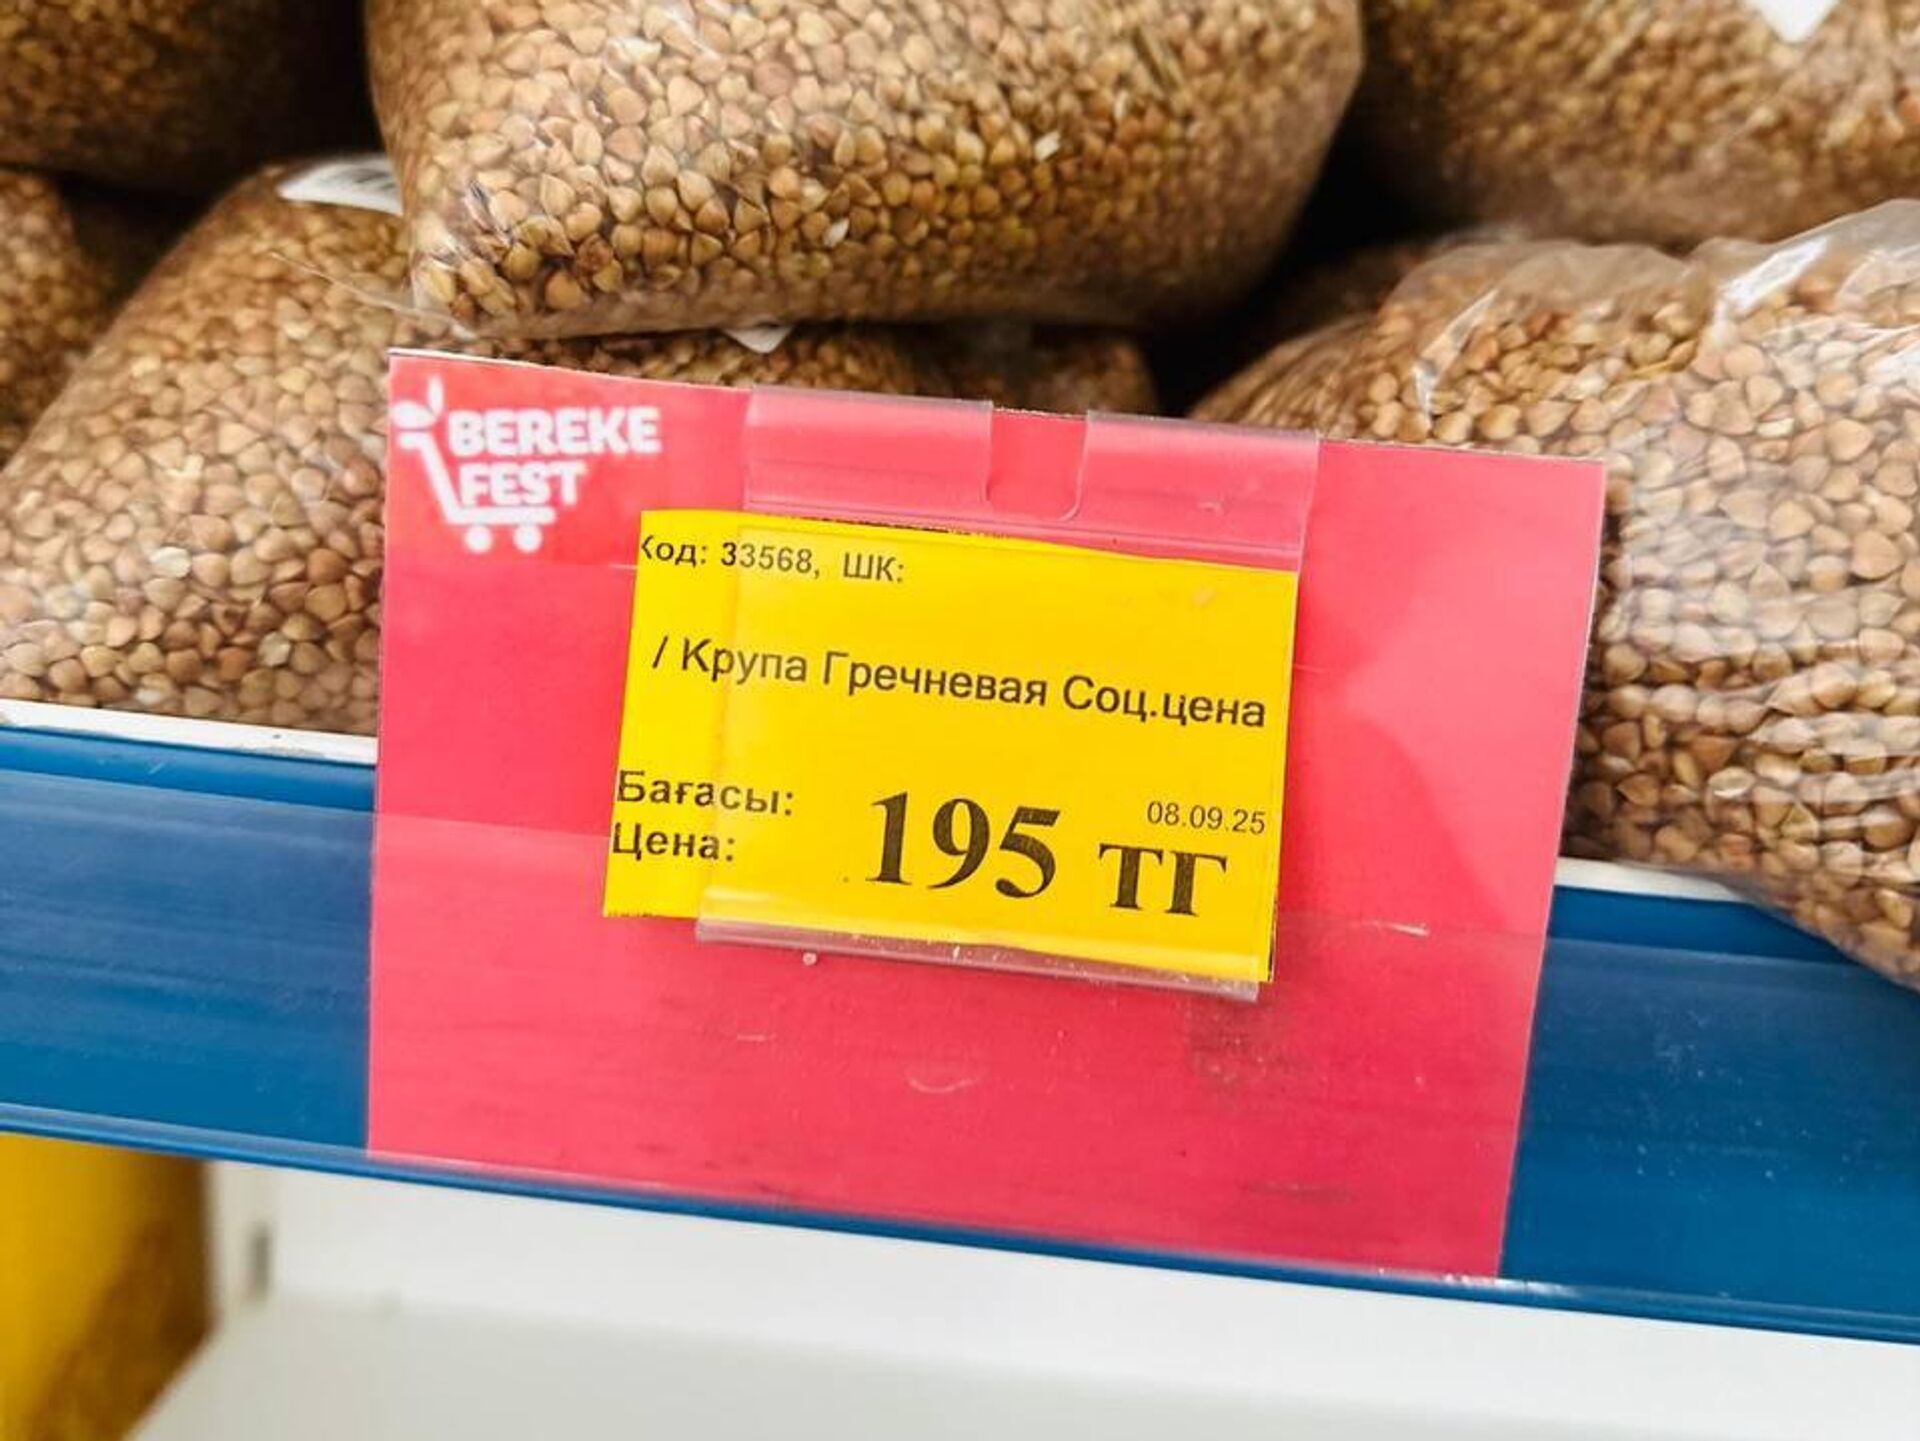 BEREKE
FEST
Код: 33568, ШК:
/ Крупа Гречневая Соц.цена
Бағасы:
Цена:
195 тг
08.09.25